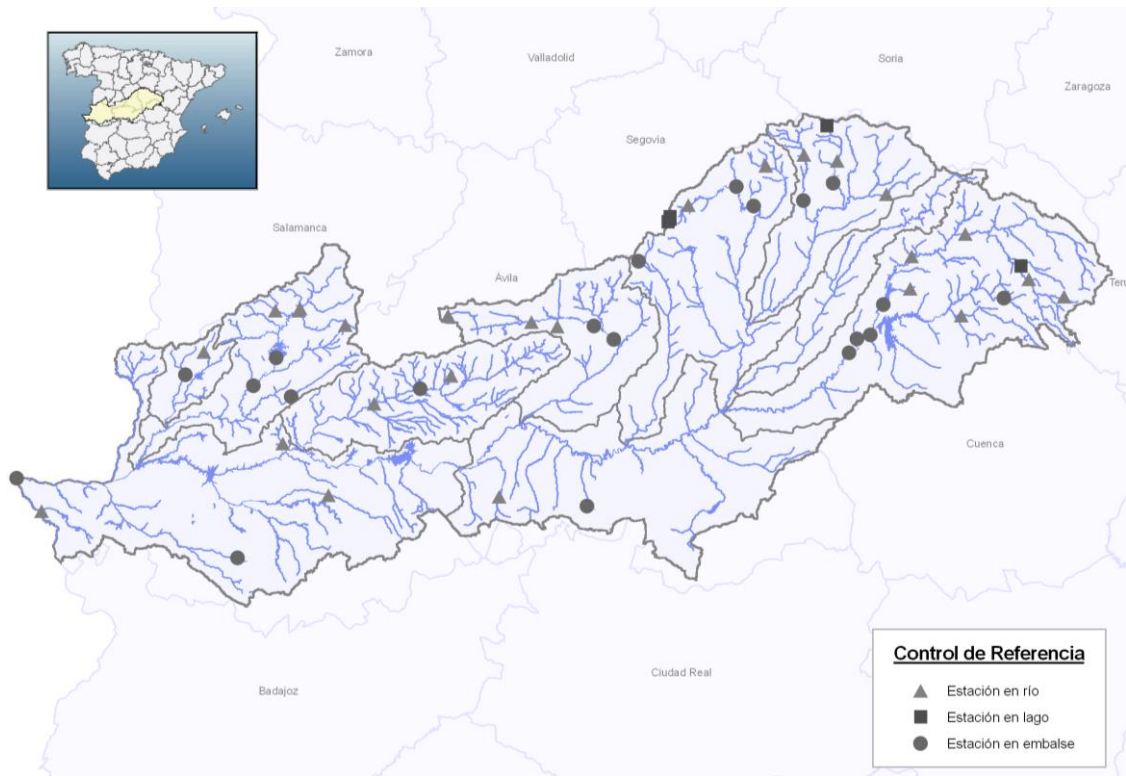 Zamora
Valladolid
Soria
Zaragoza
Segovia
Salamanca
Ávila
Teru
Cuenca
Ciudad Real
Badajoz
Control de Referencia
Estación en río
Estación en lago
Estación en embalse